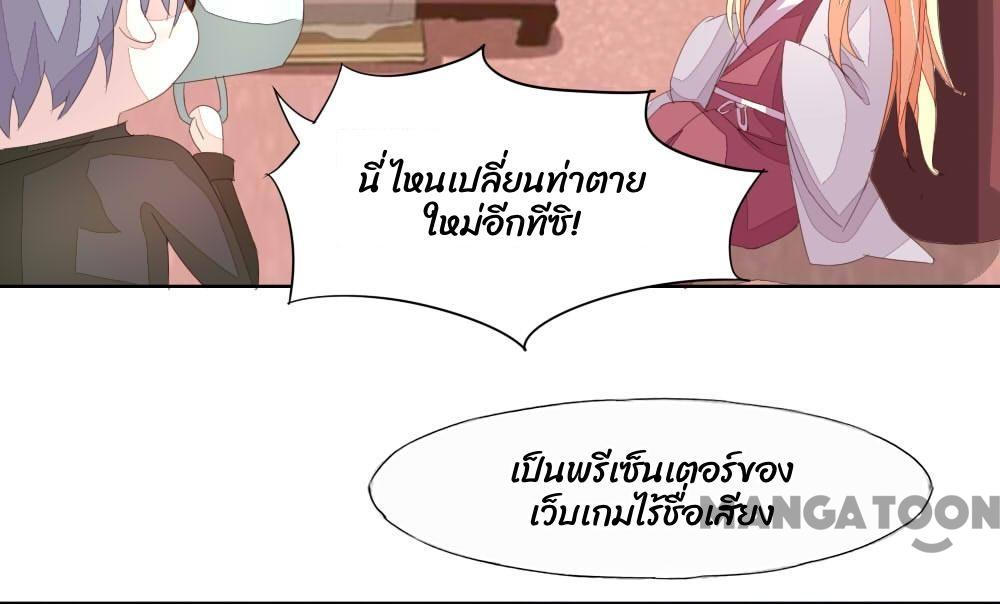 นี่ ไหนเปลี่ยนท่าตาย
ใหม่อีกทีซิ!
เป็นพรีเซ็นเตอร์ของ
เว็บเกมไร้ชื่อเสียง
MANGATOON